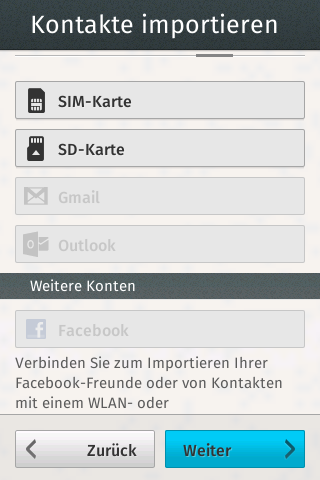 Kontakte importieren
SIM-Karte
SD-Karte
Gmail
Outlook
Weitere Konten
Facebook
Verbinden Sie zum Importieren Ihrer
Facebook-Freunde oder von Kontakten
mit einem WLAN- oder
Zurück
Weiter